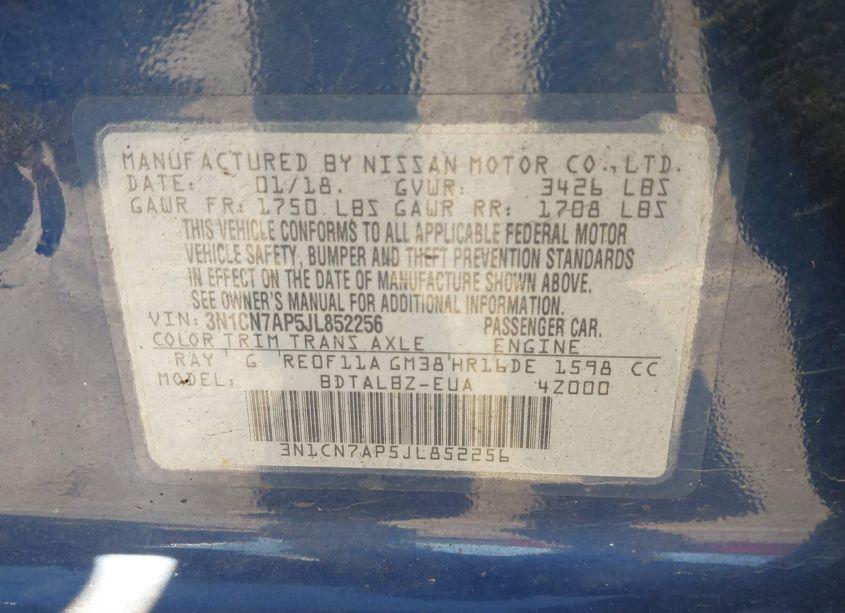 MANUFACTURED BY NISSAN MOTOR CO., LTD.
DATE: 01/18. GVWR: 3426 LBS
GAWR FR: 1750 LBS GAWR RR: 1708 LBS
THIS VEHICLE CONFORMS TO ALL APPLICABLE FEDERAL MOTOR
VEHICLE SAFETY, BUMPER AND THEFT PREVENTION STANDARDS
IN EFFECT ON THE DATE OF MANUFACTURE SHOWN ABOVE.
SEE OWNER'S MANUAL FOR ADDITIONAL INFORMATION.
VIN: 3N1CN7AP5JL852256 PASSENGER CAR.
COLOR TRIM TRANS AXLE ENGINE
RAY ' G 'RE0F11A GM38'HR16DE 1598 CC
MODEL: BDTALBZ-EUA 4Z000
3N1CN7AP5JL852256